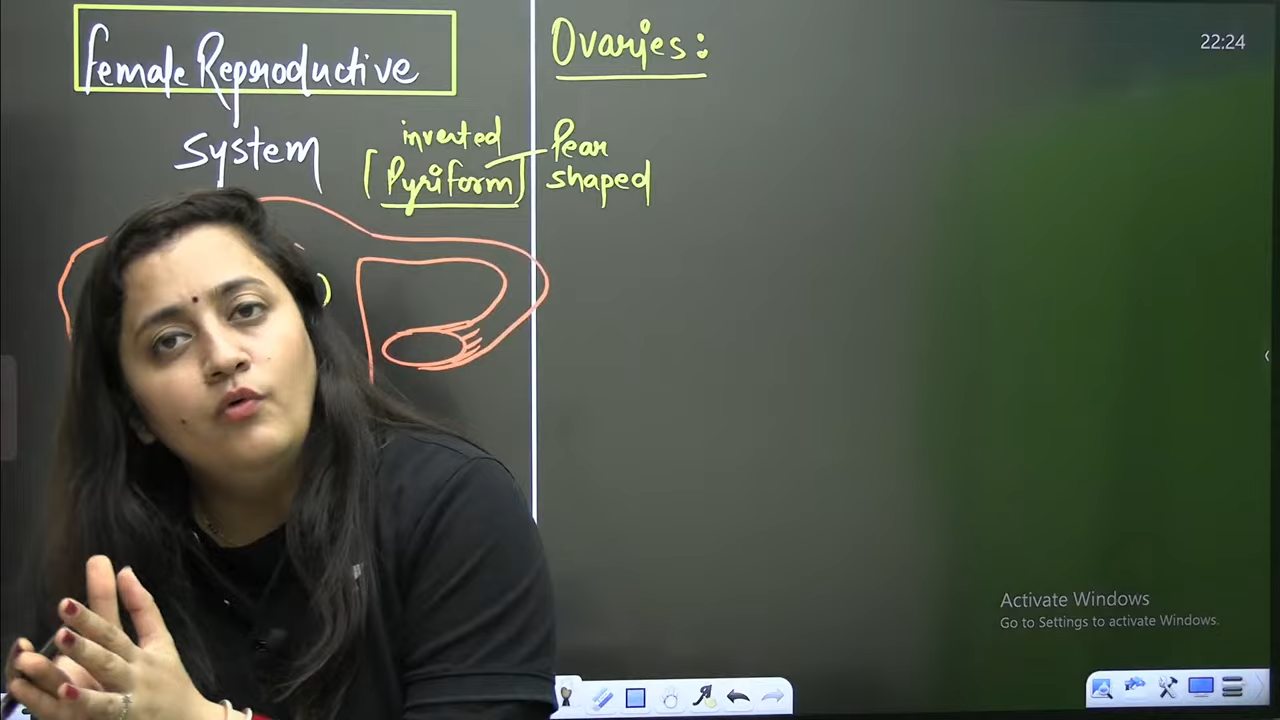 Female Reproductive
System
inverted
[Pyriform]
Pear
shaped
Ovaries:
22:24
Activate Windows
Go to Settings to activate Windows.